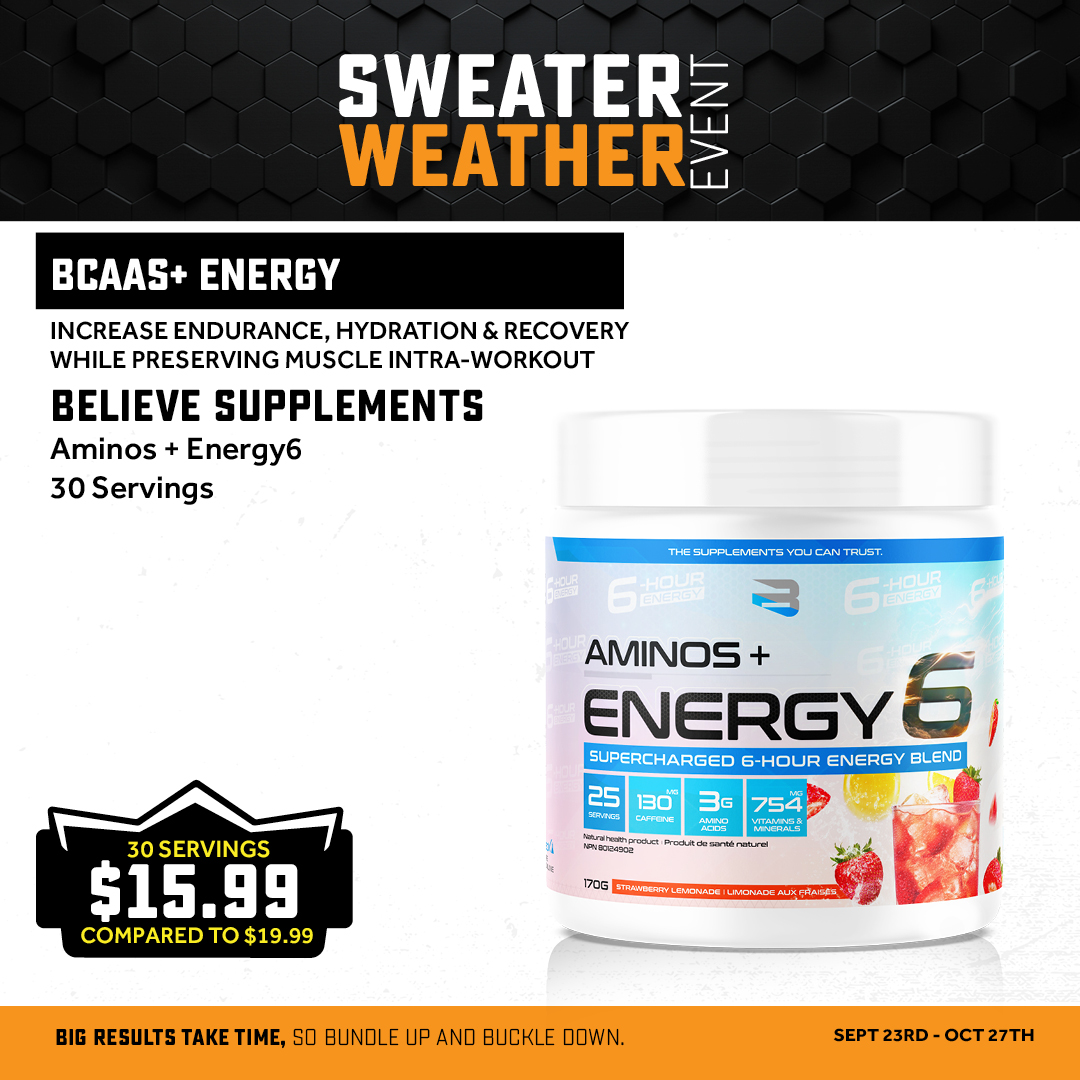 SWEATER
WEATHER
EVENT
BCAAS+ ENERGY
INCREASE ENDURANCE, HYDRATION & RECOVERY
WHILE PRESERVING MUSCLE INTRA-WORKOUT
BELIEVE SUPPLEMENTS
Aminos + Energy6
30 Servings
THE SUPPLEMENTS YOU CAN TRUST.
6-HOUR
ENERGY
6-HOUR
ENERGY
AMINOS +
ENERGY 6
SUPERCHARGED 6-HOUR ENERGY BLEND
25
SERVINGS
130 MG
CAFFEINE
3G
AMINO
ACIDS
754 MG
VITAMINS &
MINERALS
Natural health product | Produit de santé naturel
NPN 80124902
170G
STRAWBERRY LEMONADE | LIMONADE AUX FRAISES
30 SERVINGS
$15.99
COMPARED TO $19.99
BIG RESULTS TAKE TIME, SO BUNDLE UP AND BUCKLE DOWN.
SEPT 23RD - OCT 27TH